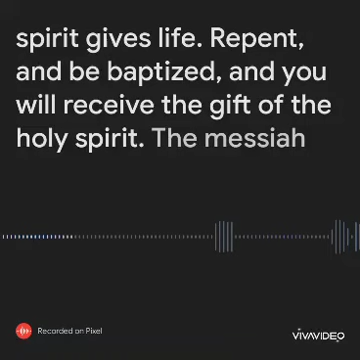 spirit gives life. Repent,
and be baptized, and you
will receive the gift of the
holy spirit. The messiah
Recorded on Pixel
VIVAVIDEO